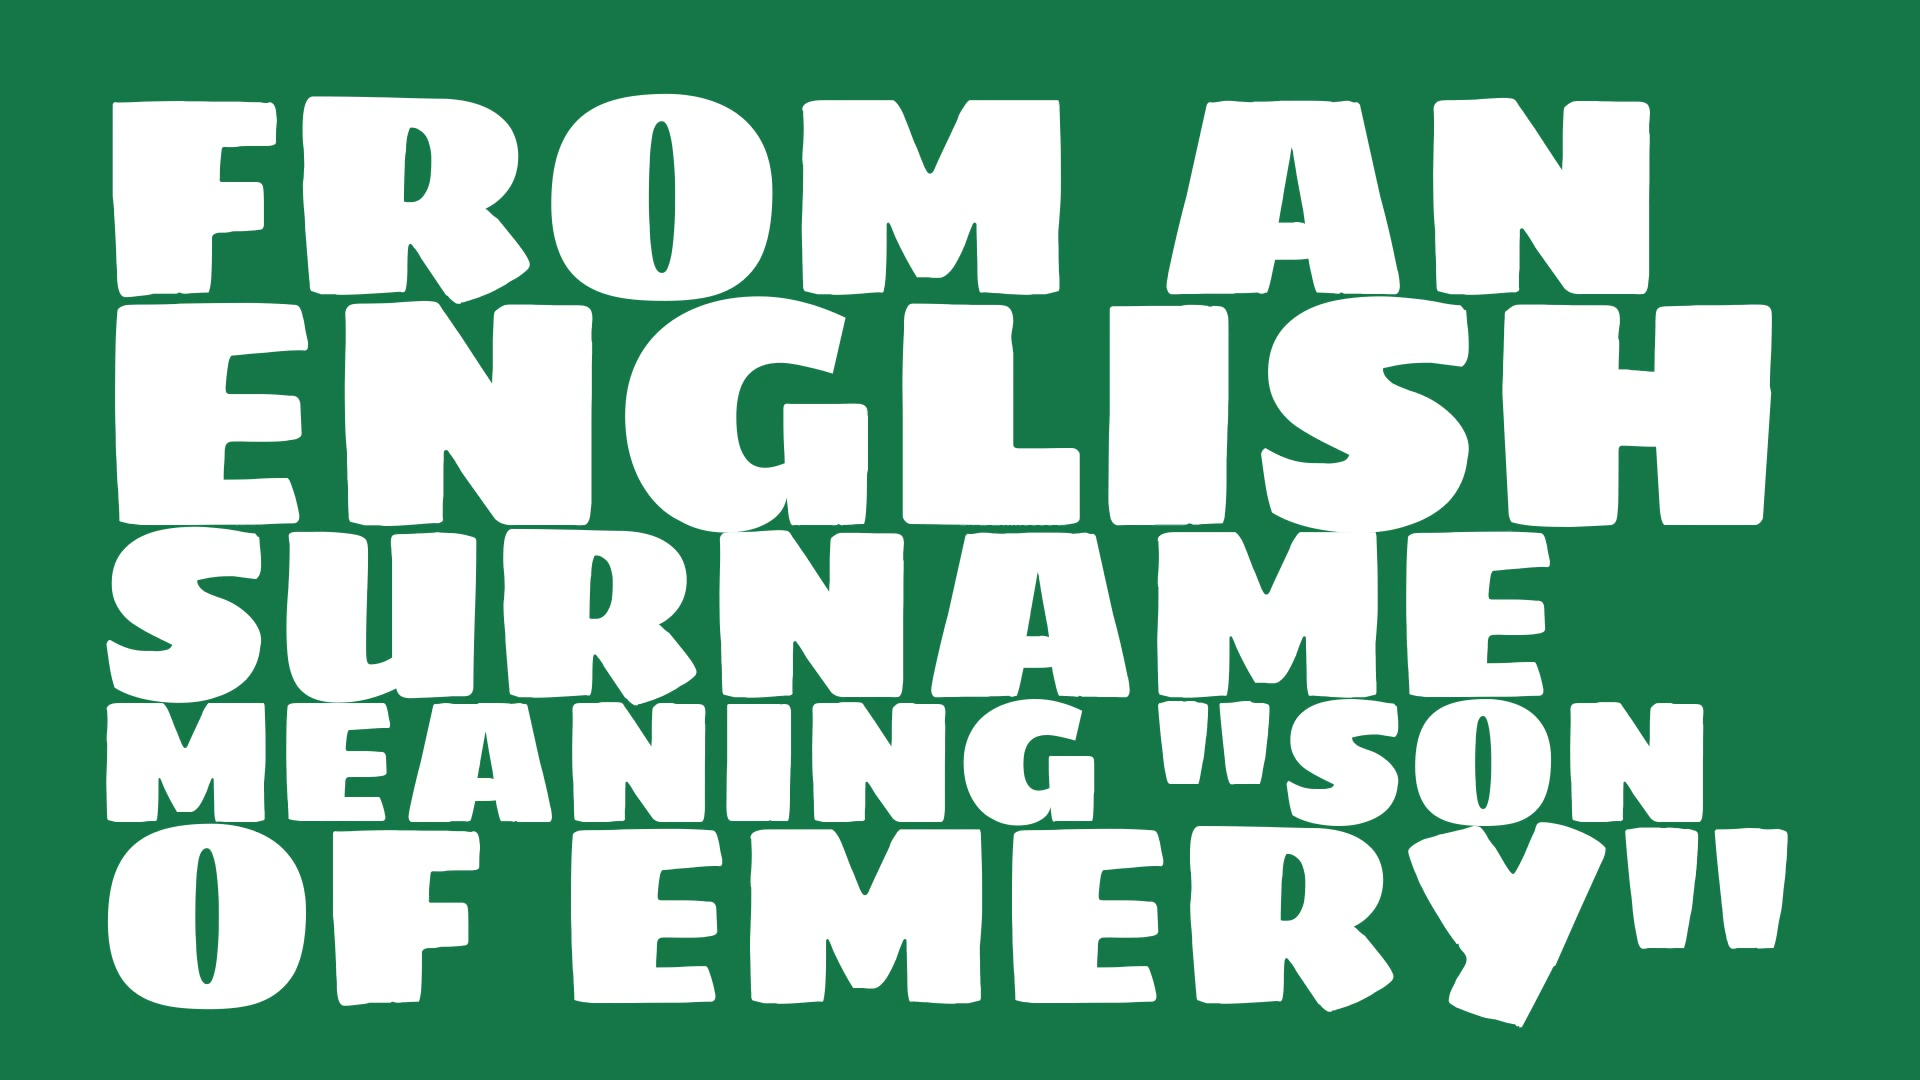 FROM AN
ENGLISH
SURNAME
MEANING "SON
OF EMERY"